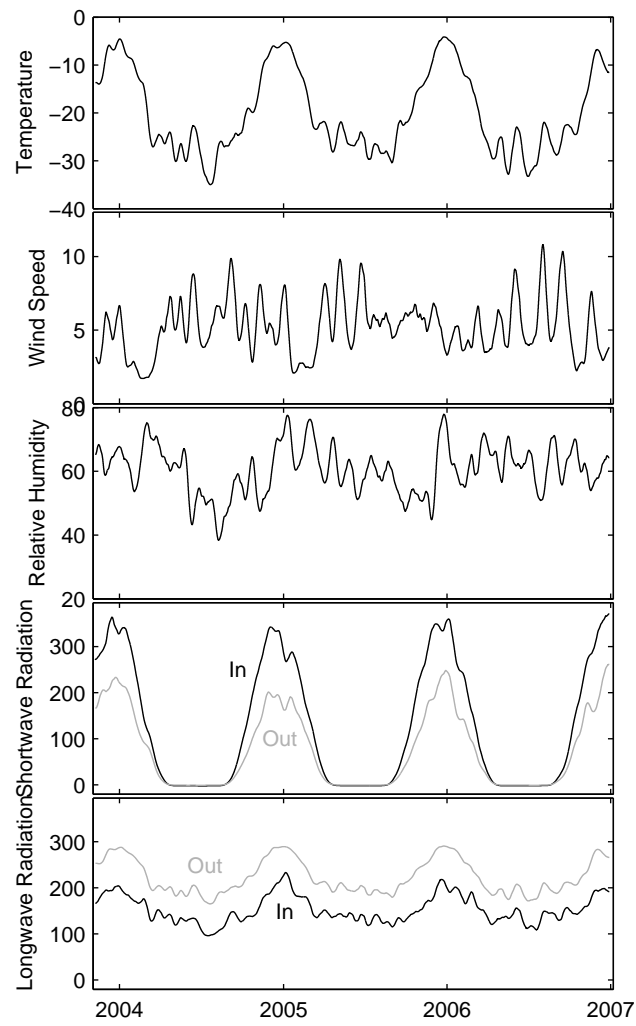 0
−10
−20
−30
−40
Temperature
10
5
0
Wind Speed
80
60
40
20
Relative Humidity
300
200
100
0
Shortwave Radiation
In
Out
300
200
100
0
Longwave Radiation
Out
In
2004 2005 2006 2007